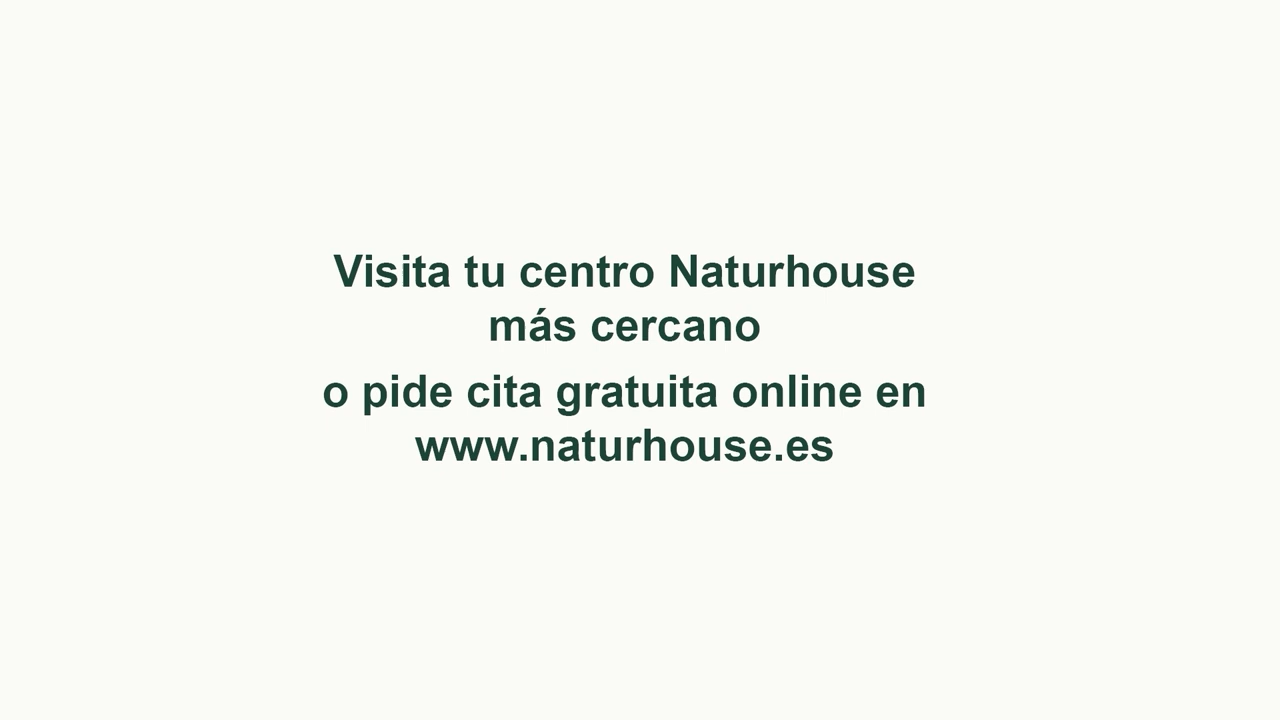 Visita tu centro Naturhouse
más cercano
o pide cita gratuita online en
www.naturhouse.es